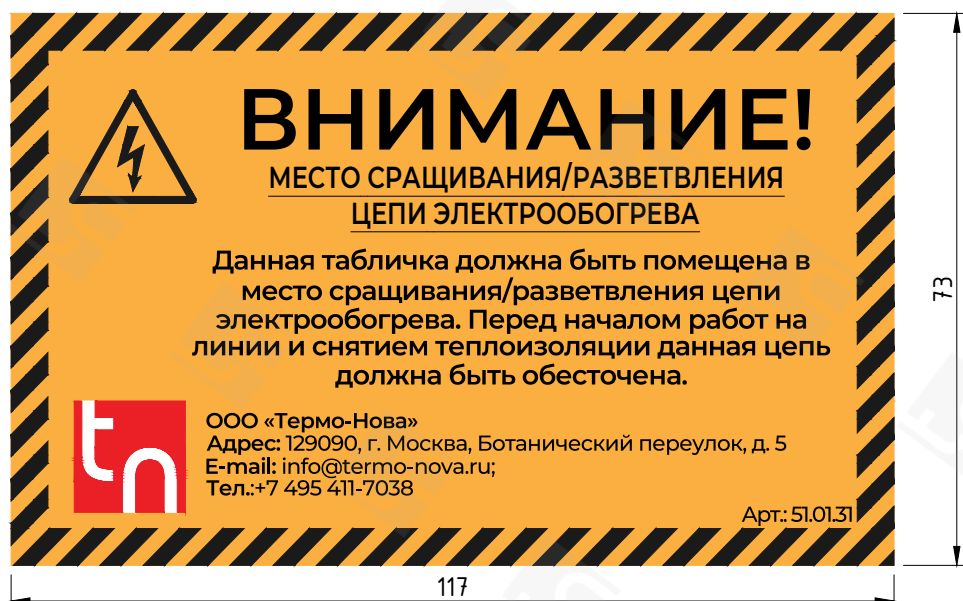 ВНИМАНИЕ!
МЕСТО СРАЩИВАНИЯ/РАЗВЕТВЛЕНИЯ
ЦЕПИ ЭЛЕКТРООБОГРЕВА
Данная табличка должна быть помещена в
место сращивания/разветвления цепи
электрообогрева. Перед началом работ на
линии и снятием теплоизоляции данная цепь
должна быть обесточена.
tn
ООО «Термо-Нова»
Адрес: 129090, г. Москва, Ботанический переулок, д. 5
E-mail: info@termo-nova.ru;
Тел.:+7 495 411-7038
Арт.: 51.01.31
73
117